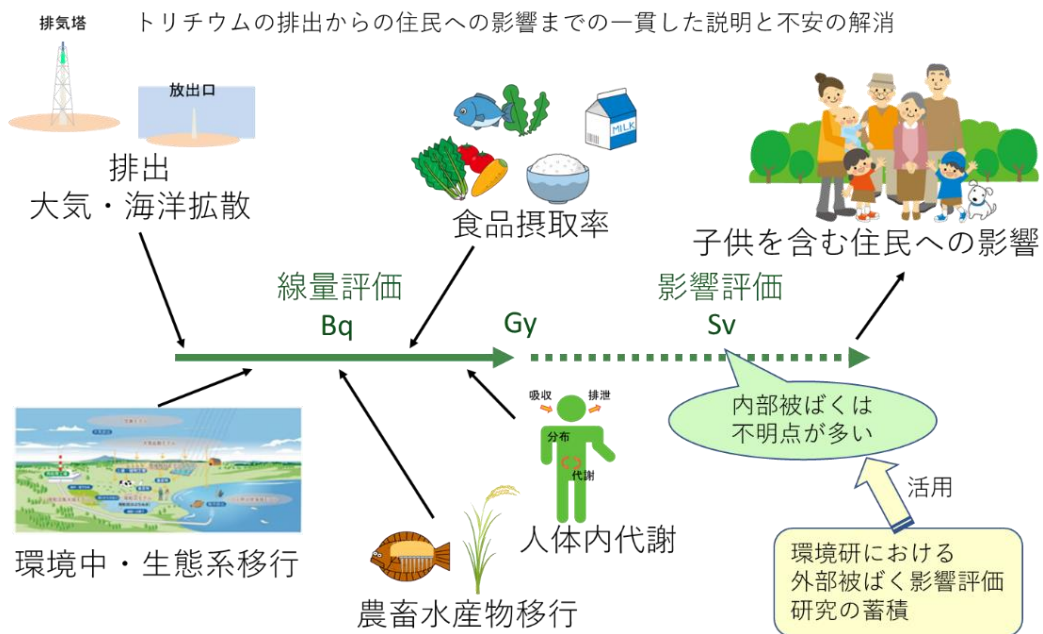 トリチウムの排出からの住民への影響までの一貫した説明と不安の解消
排気塔
放出口
排出
大気・海洋拡散
MILK
食品摂取率
子供を含む住民への影響
線量評価
影響評価
Bq
Gy
Sv
内部被ばくは
不明点が多い
活用
環境研における
外部被ばく影響評価
研究の蓄積
吸収
排泄
分布
代謝
人体内代謝
環境中・生態系移行
農畜水産物移行